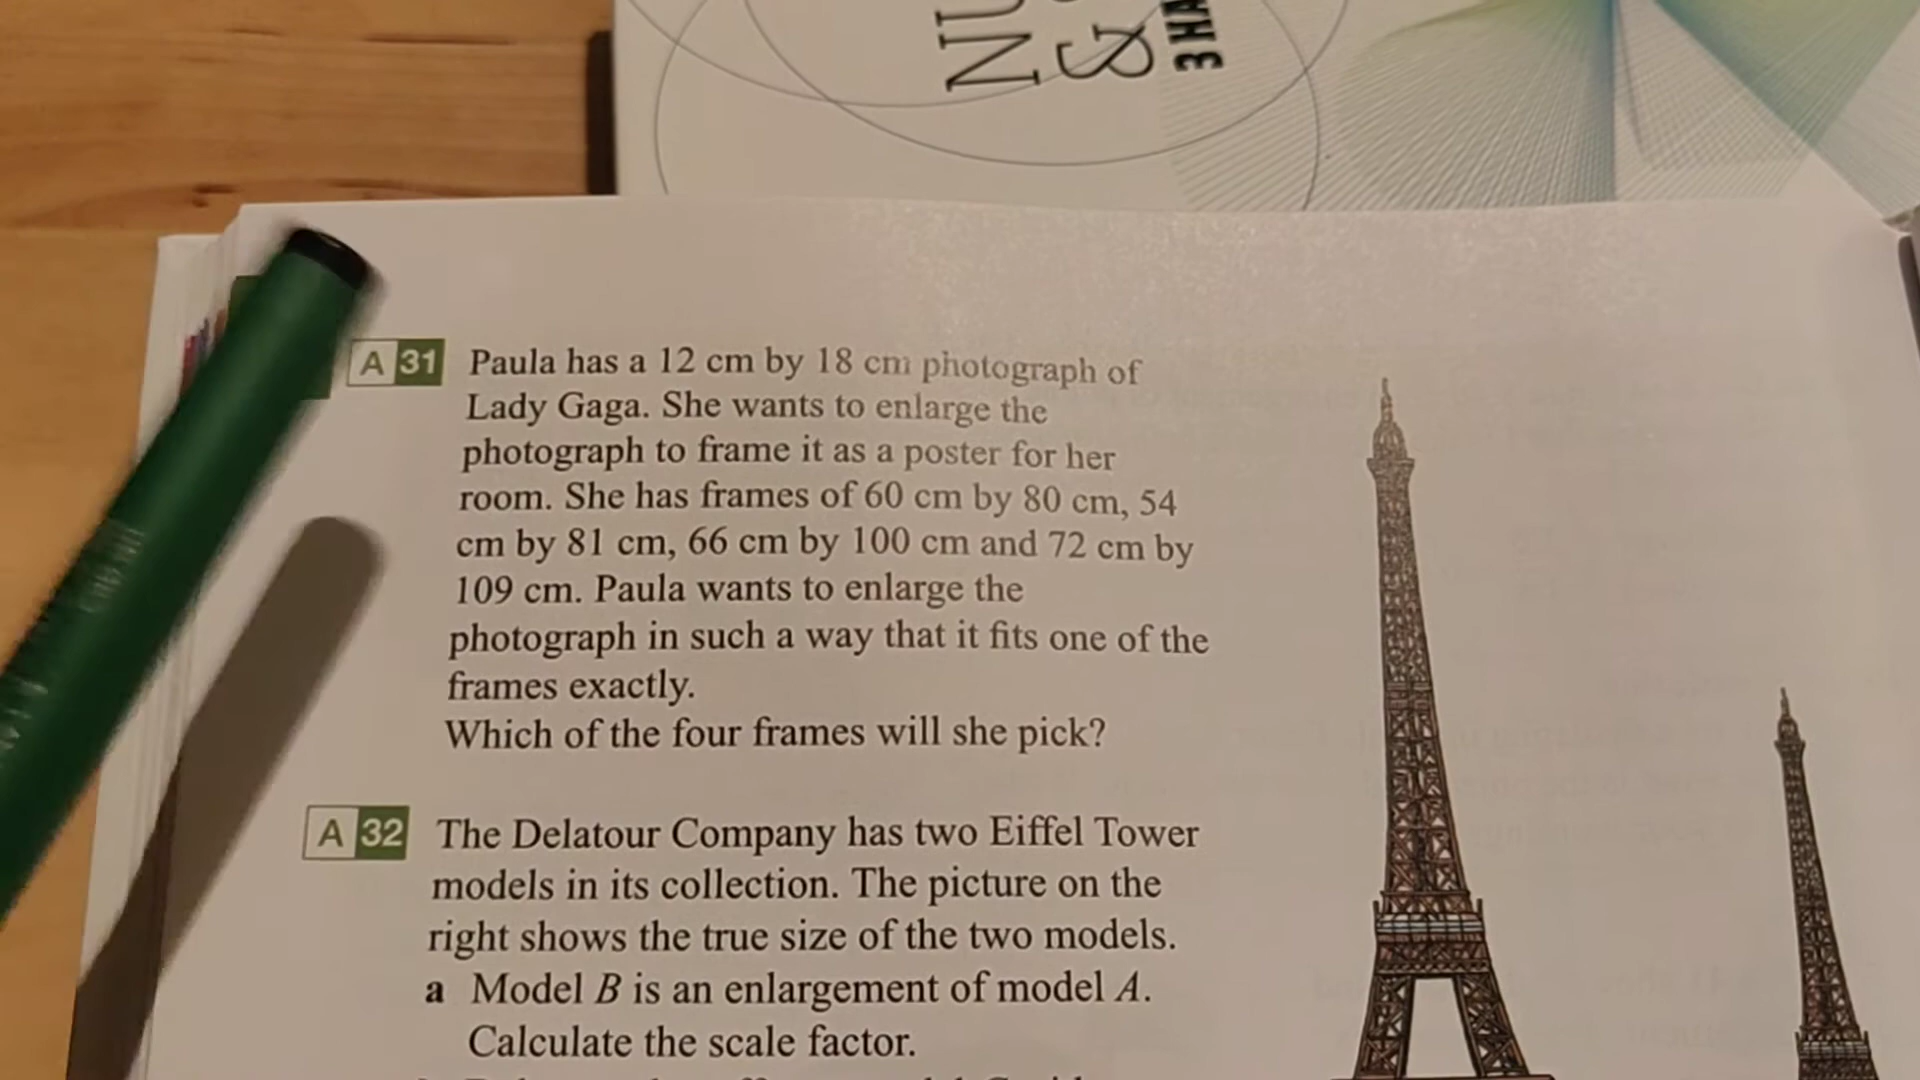 3 HA
A 31 Paula has a 12 cm by 18 cm photograph of
Lady Gaga. She wants to enlarge the
photograph to frame it as a poster for her
room. She has frames of 60 cm by 80 cm, 54
cm by 81 cm, 66 cm by 100 cm and 72 cm by
109 cm. Paula wants to enlarge the
photograph in such a way that it fits one of the
frames exactly.
Which of the four frames will she pick?
A 32 The Delatour Company has two Eiffel Tower
models in its collection. The picture on the
right shows the true size of the two models.
a Model B is an enlargement of model A.
Calculate the scale factor.